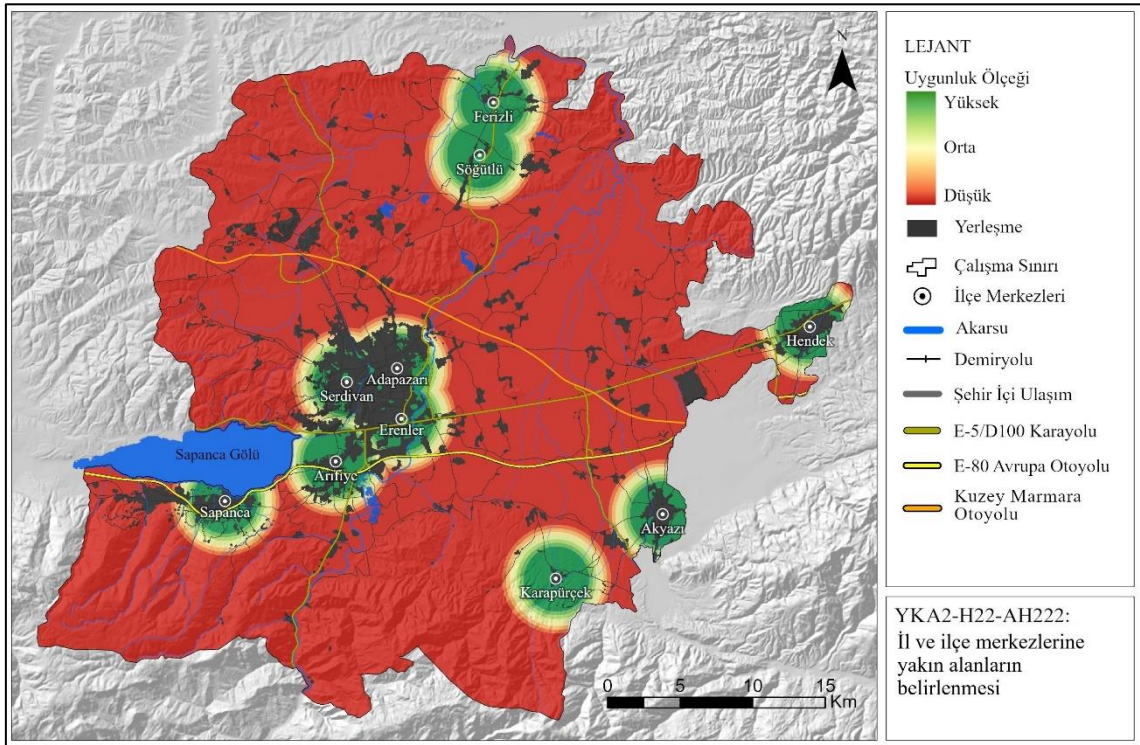 N
Ferizli
Söğütlü
Hendek
Adapazarı
Serdivan
Erenler
Sapanca Gölü
Arifiye
Sapanca
Akyazı
Karapürçek
0 5 10 15
Km
LEJANT
Uygunluk Ölçeği
Yüksek
Orta
Düşük
Yerleşme
Çalışma Sınırı
İlçe Merkezleri
Akarsu
Demiryolu
Şehir İçi Ulaşım
E-5/D100 Karayolu
E-80 Avrupa Otoyolu
Kuzey Marmara
Otoyolu
YKA2-H22-AH222:
İl ve ilçe merkezlerine
yakın alanların
belirlenmesi